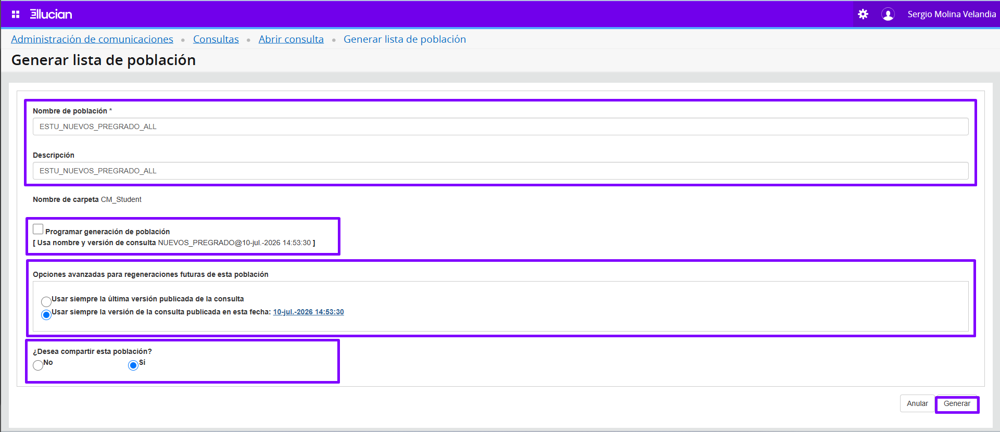 Ellucian
Sergio Molina Velandia
Administración de comunicaciones • Consultas • Abrir consulta • Generar lista de población
Generar lista de población
Nombre de población *
ESTU_NUEVOS_PREGRADO_ALL
Descripción
ESTU_NUEVOS_PREGRADO_ALL
Nombre de carpeta CM_Student
Programar generación de población
[ Usa nombre y versión de consulta NUEVOS_PREGRADO@10-jul.-2026 14:53:30 ]
Opciones avanzadas para regeneraciones futuras de esta población
Usar siempre la última versión publicada de la consulta
Usar siempre la versión de la consulta publicada en esta fecha: 10-jul.-2026 14:53:30
¿Desea compartir esta población?
No Sí
Anular Generar